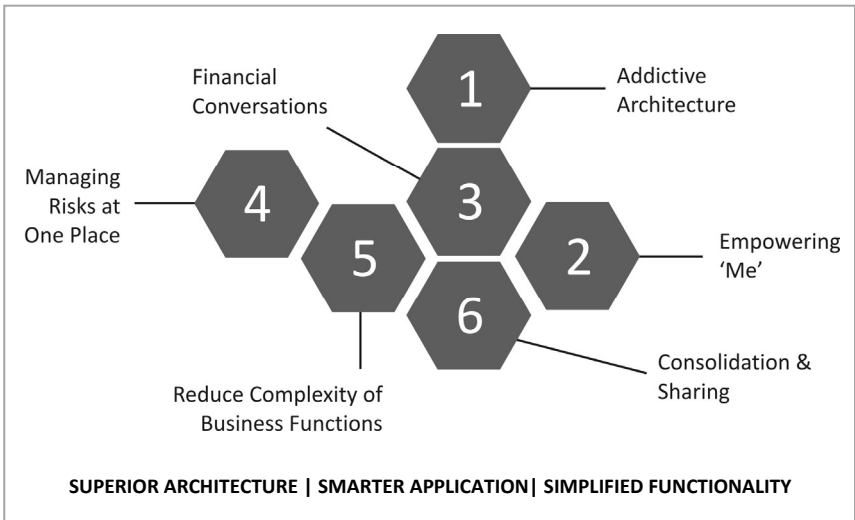 1
Addictive
Architecture
Financial
Conversations
3
4
Managing
Risks at
One Place
5
2
Empowering
‘Me’
6
Consolidation &
Sharing
Reduce Complexity of
Business Functions
SUPERIOR ARCHITECTURE | SMARTER APPLICATION| SIMPLIFIED FUNCTIONALITY